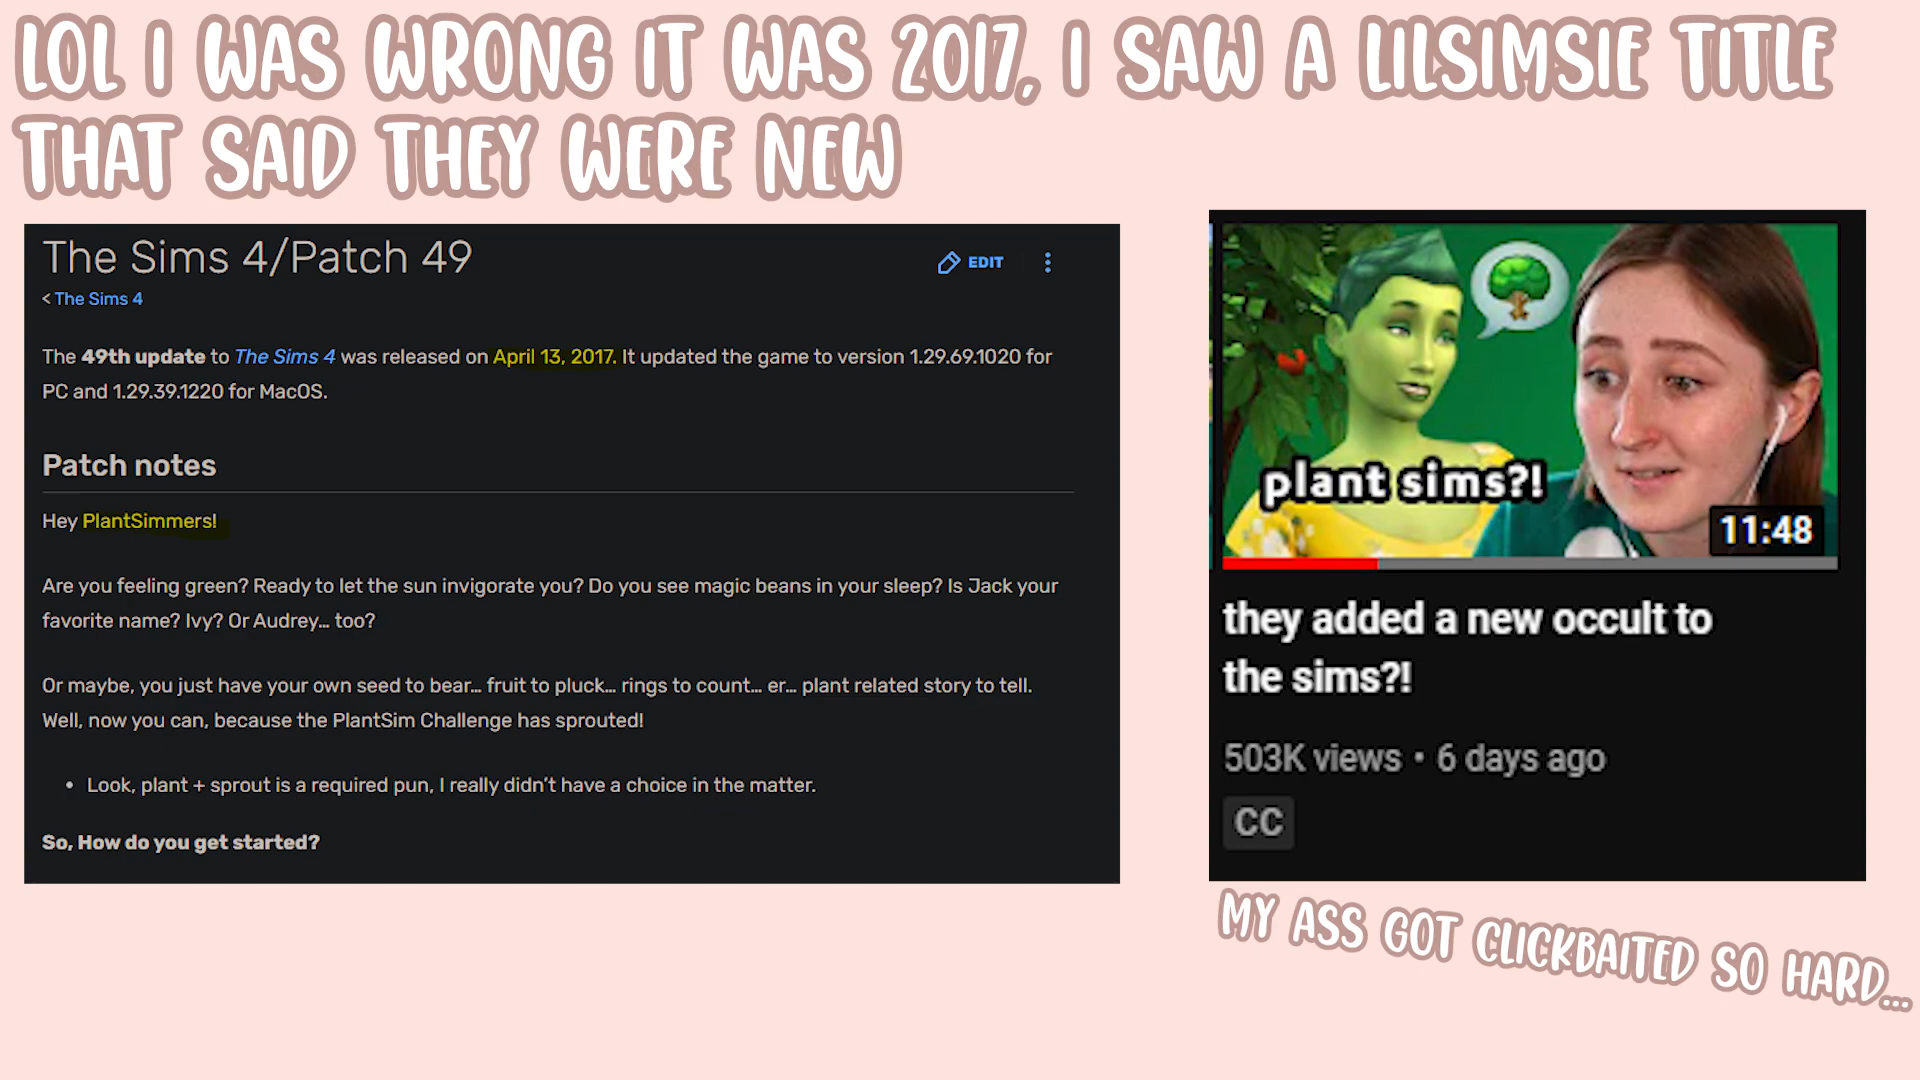 LOL I WAS WRONG IT WAS 2017, I SAW A LILSIMSIE TITLE
THAT SAID THEY WERE NEW
The Sims 4/Patch 49
EDIT
< The Sims 4
The 49th update to The Sims 4 was released on April 13, 2017. It updated the game to version 1.29.69.1020 for
PC and 1.29.39.1220 for MacOS.
Patch notes
Hey PlantSimmers!
Are you feeling green? Ready to let the sun invigorate you? Do you see magic beans in your sleep? Is Jack your
favorite name? Ivy? Or Audrey... too?
Or maybe, you just have your own seed to bear... fruit to pluck... rings to count... er... plant related story to tell.
Well, now you can, because the PlantSim Challenge has sprouted!
• Look, plant + sprout is a required pun, I really didn't have a choice in the matter.
So, How do you get started?
plant sims?!
11:48
they added a new occult to
the sims?!
503K views • 6 days ago
CC
MY ASS GOT CLICKBAITED SO HARD...